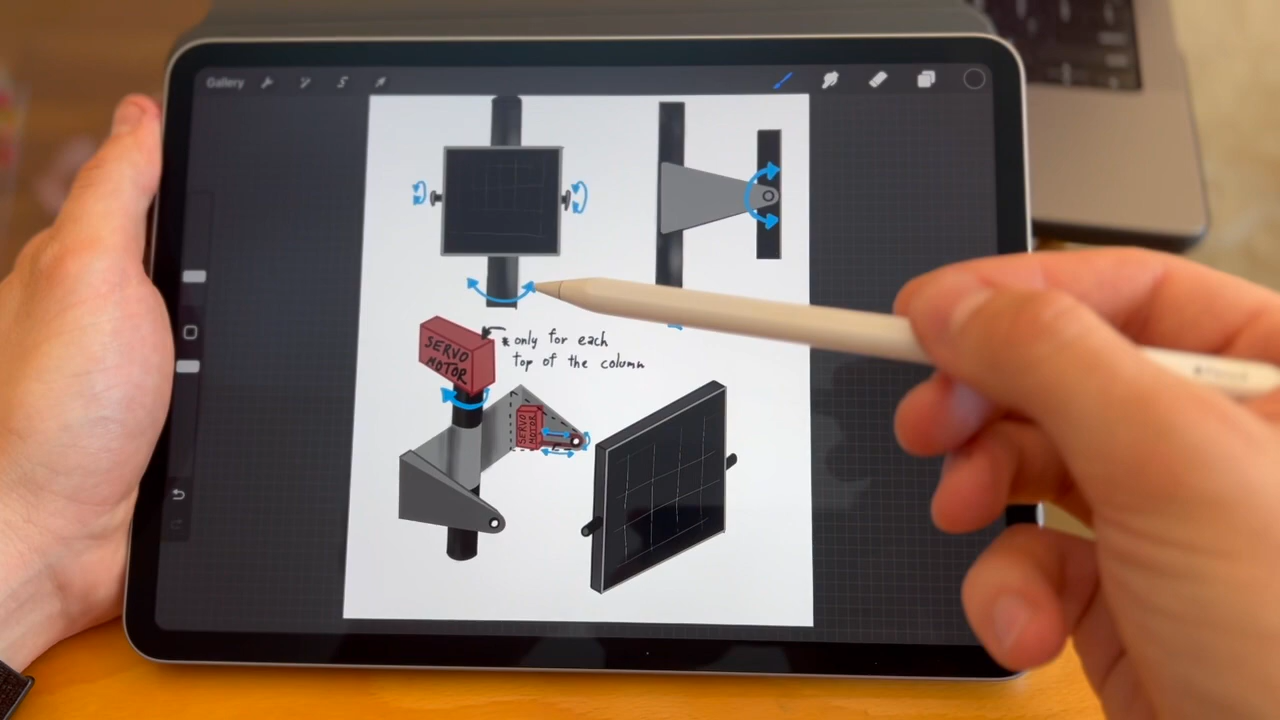 Gallery
* only for each
top of the column
SERVO
MOTOR
SERVO
MOTOR